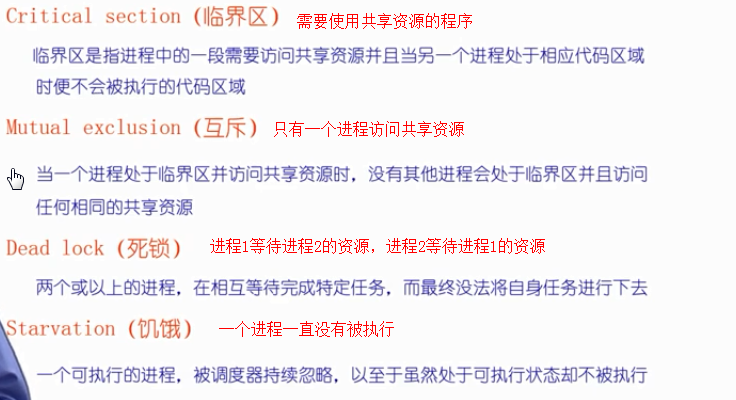 Critical section (临界区) 需要使用共享资源的程序
临界区是指进程中的一段需要访问共享资源并且当另一个进程处于相应代码区域
时便不会被执行的代码区域
Mutual exclusion (互斥) 只有一个进程访问共享资源
当一个进程处于临界区并访问共享资源时，没有其他进程会处于临界区并且访问
任何相同的共享资源
Dead lock (死锁) 进程1等待进程2的资源，进程2等待进程1的资源
两个或以上的进程，在相互等待完成特定任务，而最终没法将自身任务进行下去
Starvation (饥饿) 一个进程一直没有被执行
一个可执行的进程，被调度器持续忽略，以至于虽然处于可执行状态却不被执行